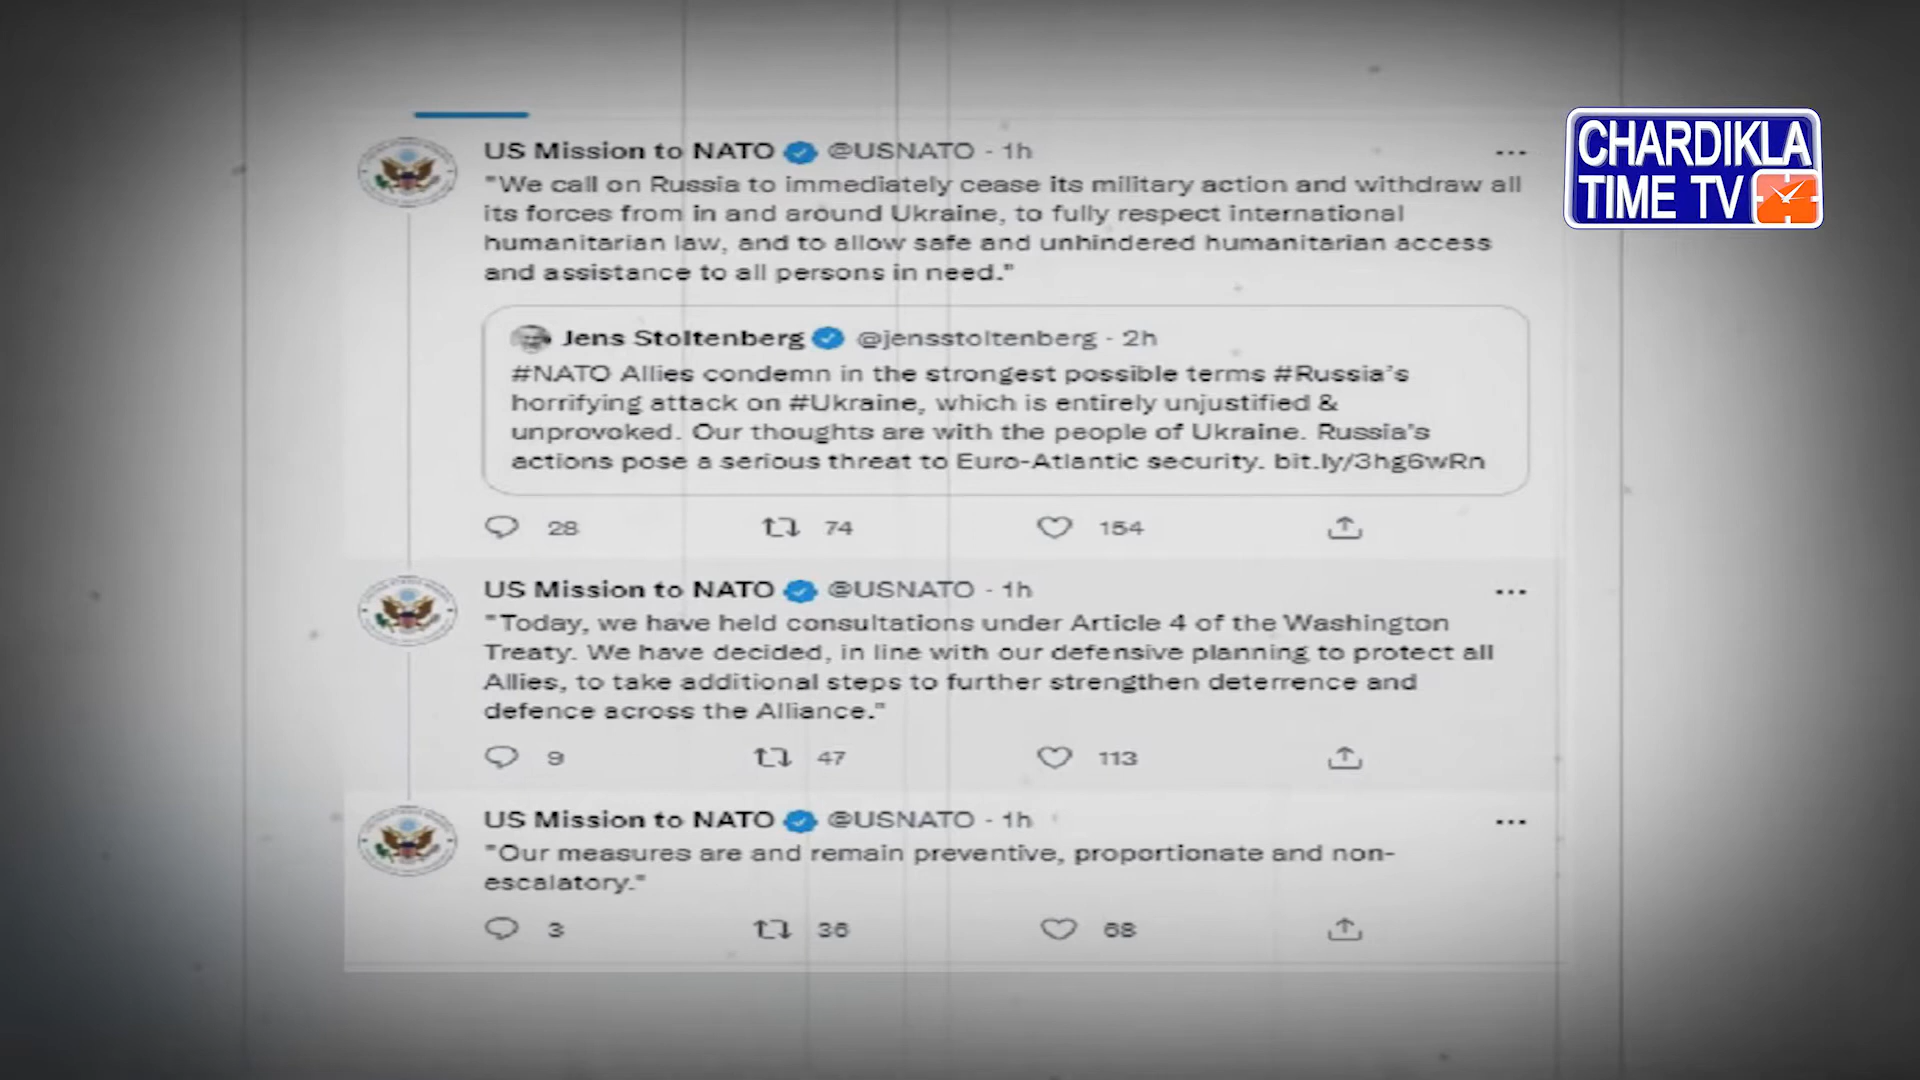 CHARDIKLA
TIME TV
US Mission to NATO @USNATO · 1h
"We call on Russia to immediately cease its military action and withdraw all
its forces from in and around Ukraine, to fully respect international
humanitarian law, and to allow safe and unhindered humanitarian access
and assistance to all persons in need."
Jens Stoltenberg @jensstoltenberg · 2h
#NATO Allies condemn in the strongest possible terms #Russia's
horrifying attack on #Ukraine, which is entirely unjustified &
unprovoked. Our thoughts are with the people of Ukraine. Russia's
actions pose a serious threat to Euro-Atlantic security. bit.ly/3hg6wRn
28 74 154
US Mission to NATO @USNATO · 1h
"Today, we have held consultations under Article 4 of the Washington
Treaty. We have decided, in line with our defensive planning to protect all
Allies, to take additional steps to further strengthen deterrence and
defence across the Alliance."
9 47 113
US Mission to NATO @USNATO · 1h
"Our measures are and remain preventive, proportionate and non-
escalatory."
3 36 68